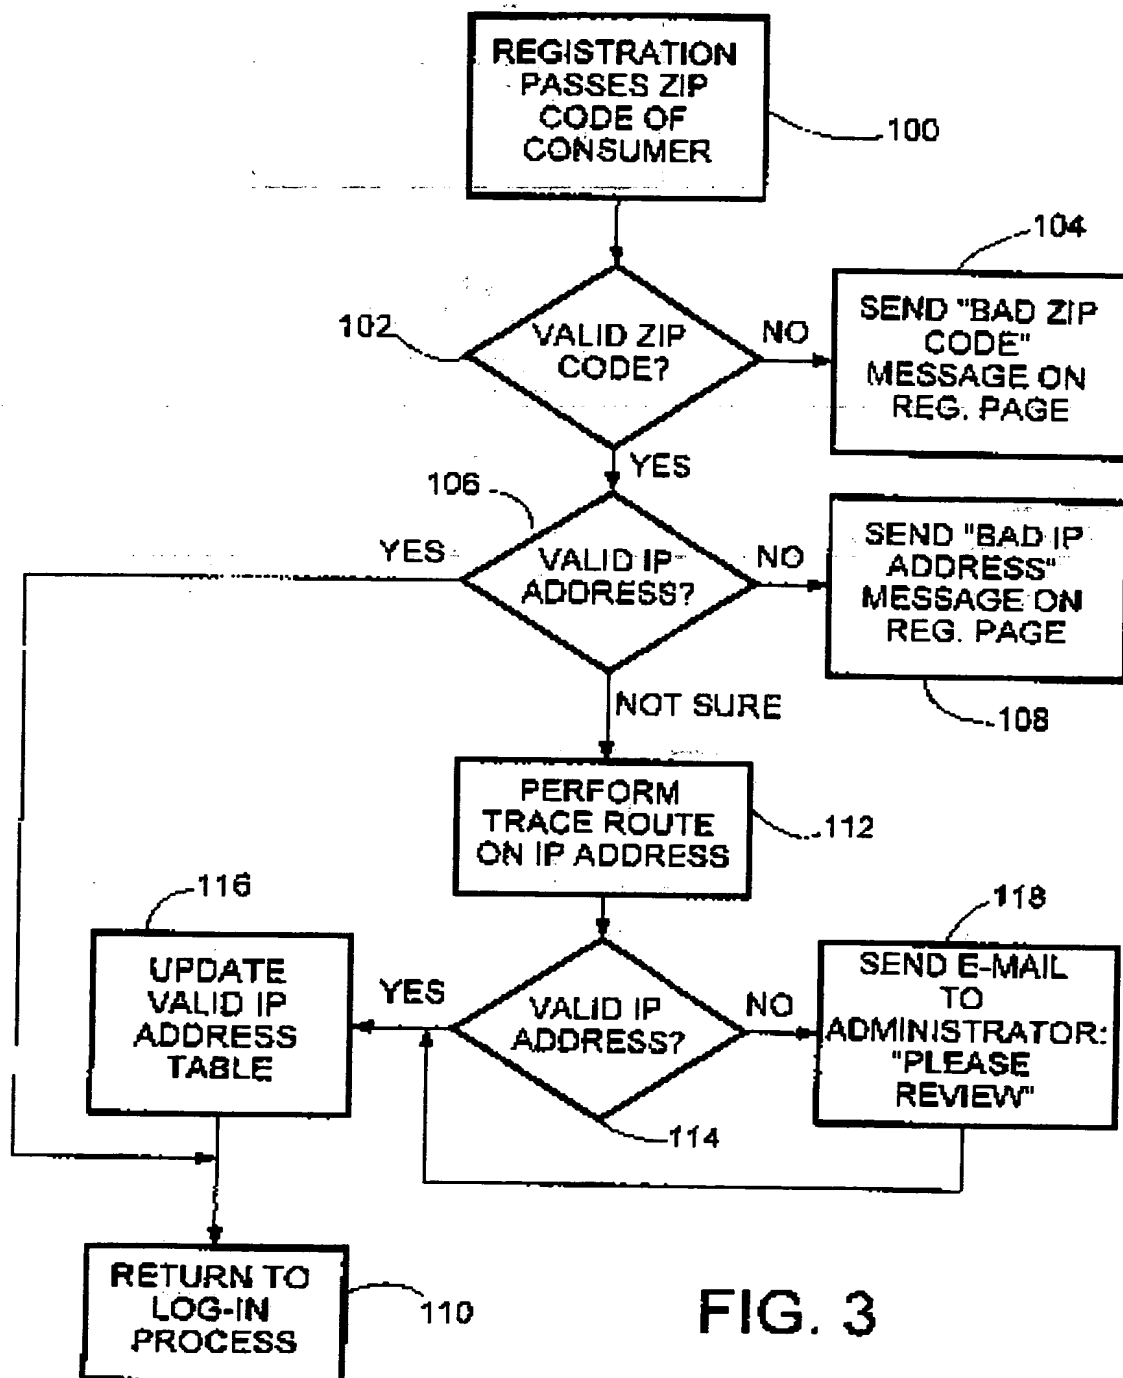 REGISTRATION
PASSES ZIP
CODE OF
CONSUMER
100
104
102
VALID ZIP
CODE?
NO
SEND "BAD ZIP
CODE"
MESSAGE ON
REG. PAGE
YES
106
YES
VALID IP
ADDRESS?
NO
SEND "BAD IP
ADDRESS"
MESSAGE ON
REG. PAGE
108
NOT SURE
PERFORM
TRACE ROUTE
ON IP ADDRESS
112
116
118
UPDATE
VALID IP
ADDRESS
TABLE
YES
VALID IP
ADDRESS?
NO
SEND E-MAIL
TO
ADMINISTRATOR:
"PLEASE
REVIEW"
114
RETURN TO
LOG-IN
PROCESS
110
FIG. 3